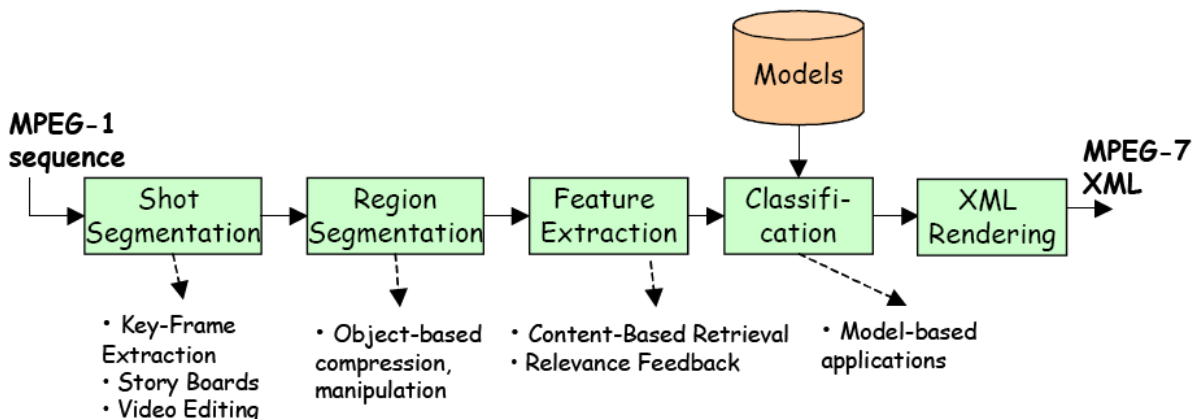 Models
MPEG-1
sequence
MPEG-7
XML
Shot
Segmentation
Region
Segmentation
Feature
Extraction
Classifi-
cation
XML
Rendering
• Key-Frame
Extraction
• Story Boards
• Video Editing
• Object-based
compression,
manipulation
• Content-Based Retrieval
• Relevance Feedback
• Model-based
applications